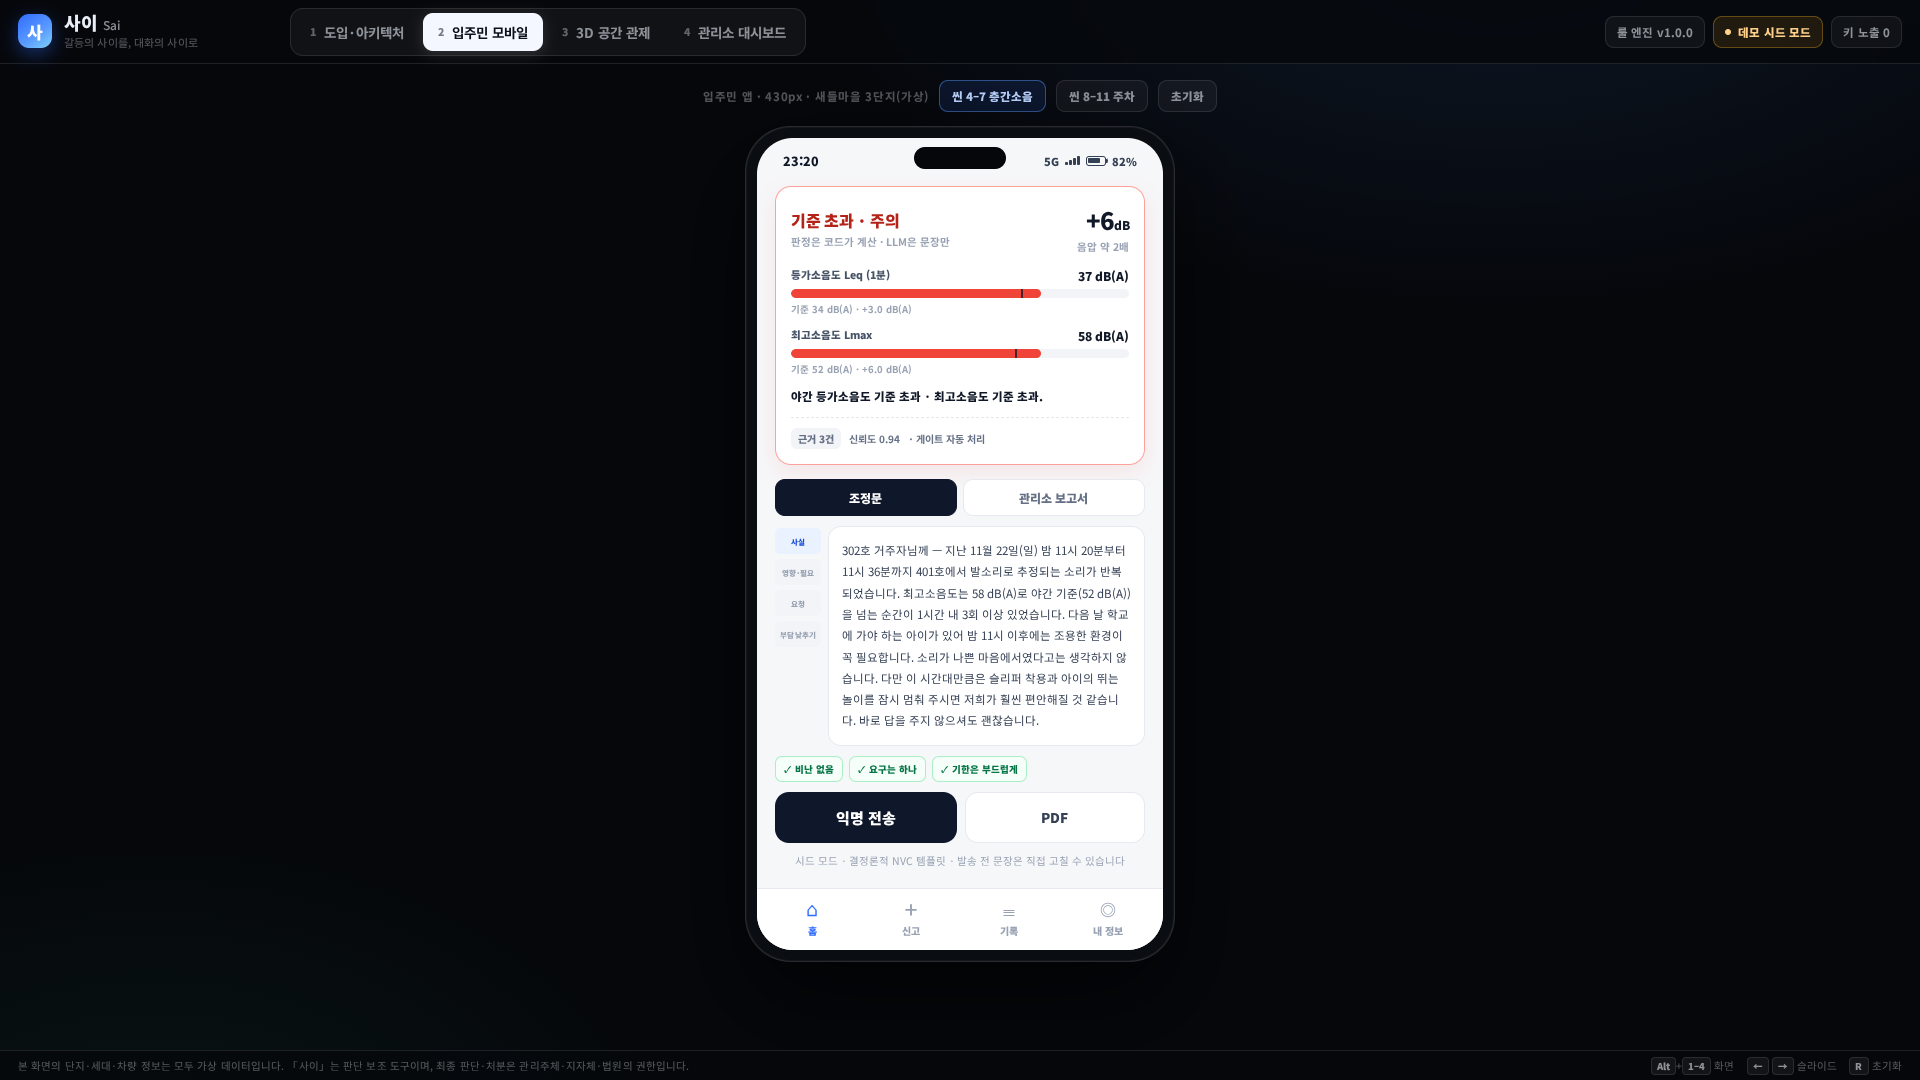 사 사이 Sai
갈등의 사이를, 대화의 사이로
1 도입·아키텍처 2 입주민 모바일 3 3D 공간 관제 4 관리소 대시보드
룰 엔진 v1.0.0 데모 시드 모드 키 노출 0
입주민 앱 · 430px · 새들마을 3단지(가상) 씬 4–7 층간소음 씬 8–11 주차 초기화
23:20 5G 82%
기준 초과 · 주의 +6dB
판정은 코드가 계산 · LLM은 문장만 음압 약 2배
등가소음도 Leq (1분) 37 dB(A)
기준 34 dB(A) · +3.0 dB(A)
최고소음도 Lmax 58 dB(A)
기준 52 dB(A) · +6.0 dB(A)
야간 등가소음도 기준 초과 · 최고소음도 기준 초과.
근거 3건 신뢰도 0.94 · 게이트 자동 처리
조정문 관리소 보고서
사실
영향·필요
요청
부담 낮추기
302호 거주자님께 — 지난 11월 22일(일) 밤 11시 20분부터
11시 36분까지 401호에서 발소리로 추정되는 소리가 반복
되었습니다. 최고소음도는 58 dB(A)로 야간 기준(52 dB(A))
을 넘는 순간이 1시간 내 3회 이상 있었습니다. 다음 날 학교
에 가야 하는 아이가 있어 밤 11시 이후에는 조용한 환경이
꼭 필요합니다. 소리가 나쁜 마음에서였다고는 생각하지 않
습니다. 다만 이 시간대만큼은 슬리퍼 착용과 아이의 뛰는
놀이를 잠시 멈춰 주시면 저희가 훨씬 편안해질 것 같습니
다. 바로 답을 주지 않으셔도 괜찮습니다.
✓ 비난 없음 ✓ 요구는 하나 ✓ 기한은 부드럽게
익명 전송 PDF
시드 모드 · 결정론적 NVC 템플릿 · 발송 전 문장은 직접 고칠 수 있습니다
홈 신고 기록 내 정보
본 화면의 단지·세대·차량 정보는 모두 가상 데이터입니다. 「사이」는 판단 보조 도구이며, 최종 판단·처분은 관리주체·지자체·법원의 권한입니다.
Alt + 1–4 화면 ← → 슬라이드 R 초기화